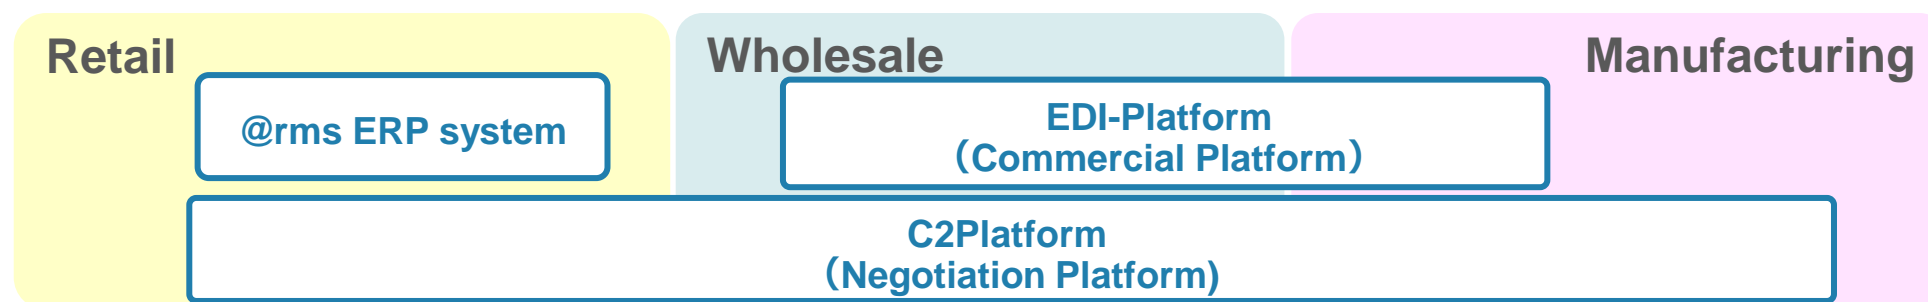 Retail
Wholesale
Manufacturing
@rms ERP system
EDI-Platform
（Commercial Platform）
C2Platform
（Negotiation Platform)